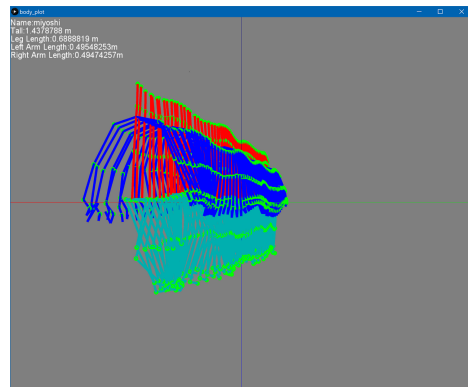 body_plot
Name:miyoshi
Tall:1.4378788 m
Leg Length:0.6888819 m
Left Arm Length:0.49548253m
Right Arm Length:0.49474257m